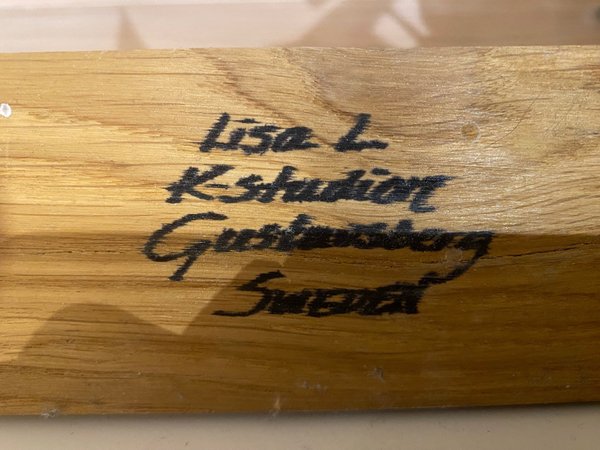 Lisa L
K-studion
Gustavsberg
SWEDEN